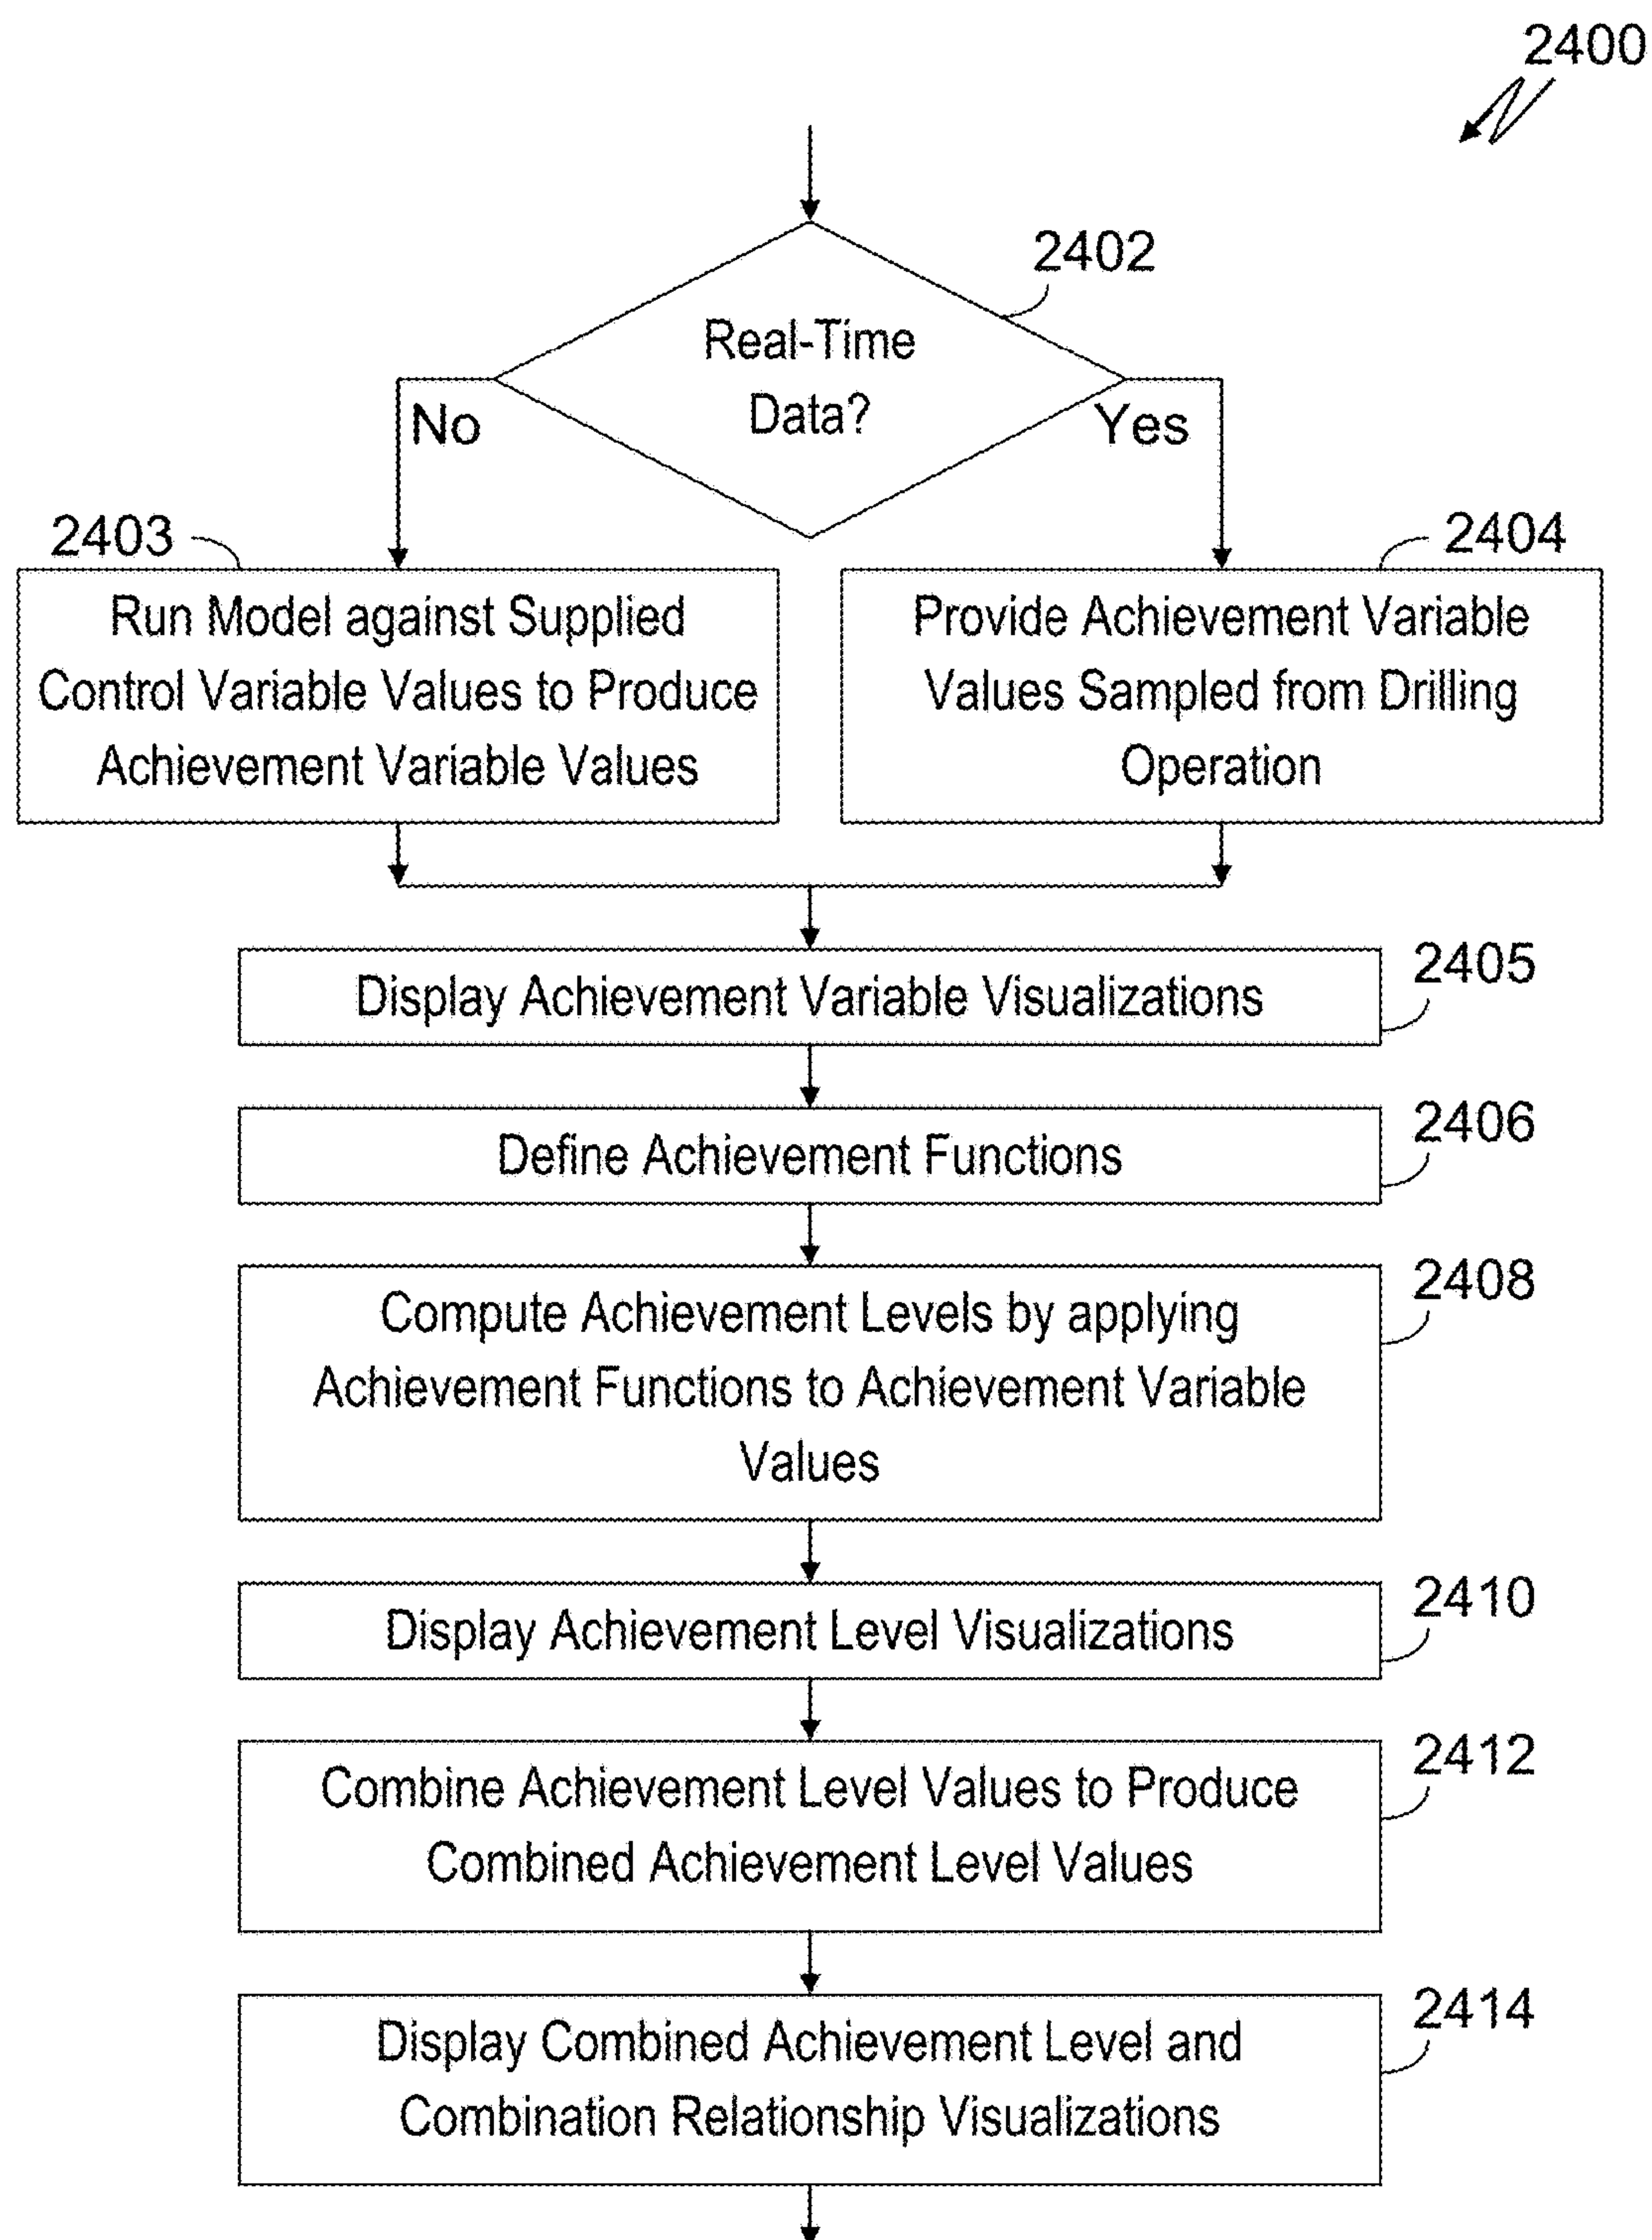 2400
2402
Real-Time
Data?
No
Yes
2403
2404
Run Model against Supplied
Control Variable Values to Produce
Achievement Variable Values
Provide Achievement Variable
Values Sampled from Drilling
Operation
Display Achievement Variable Visualizations
2405
Define Achievement Functions
2406
Compute Achievement Levels by applying
Achievement Functions to Achievement Variable
Values
2408
Display Achievement Level Visualizations
2410
Combine Achievement Level Values to Produce
Combined Achievement Level Values
2412
Display Combined Achievement Level and
Combination Relationship Visualizations
2414